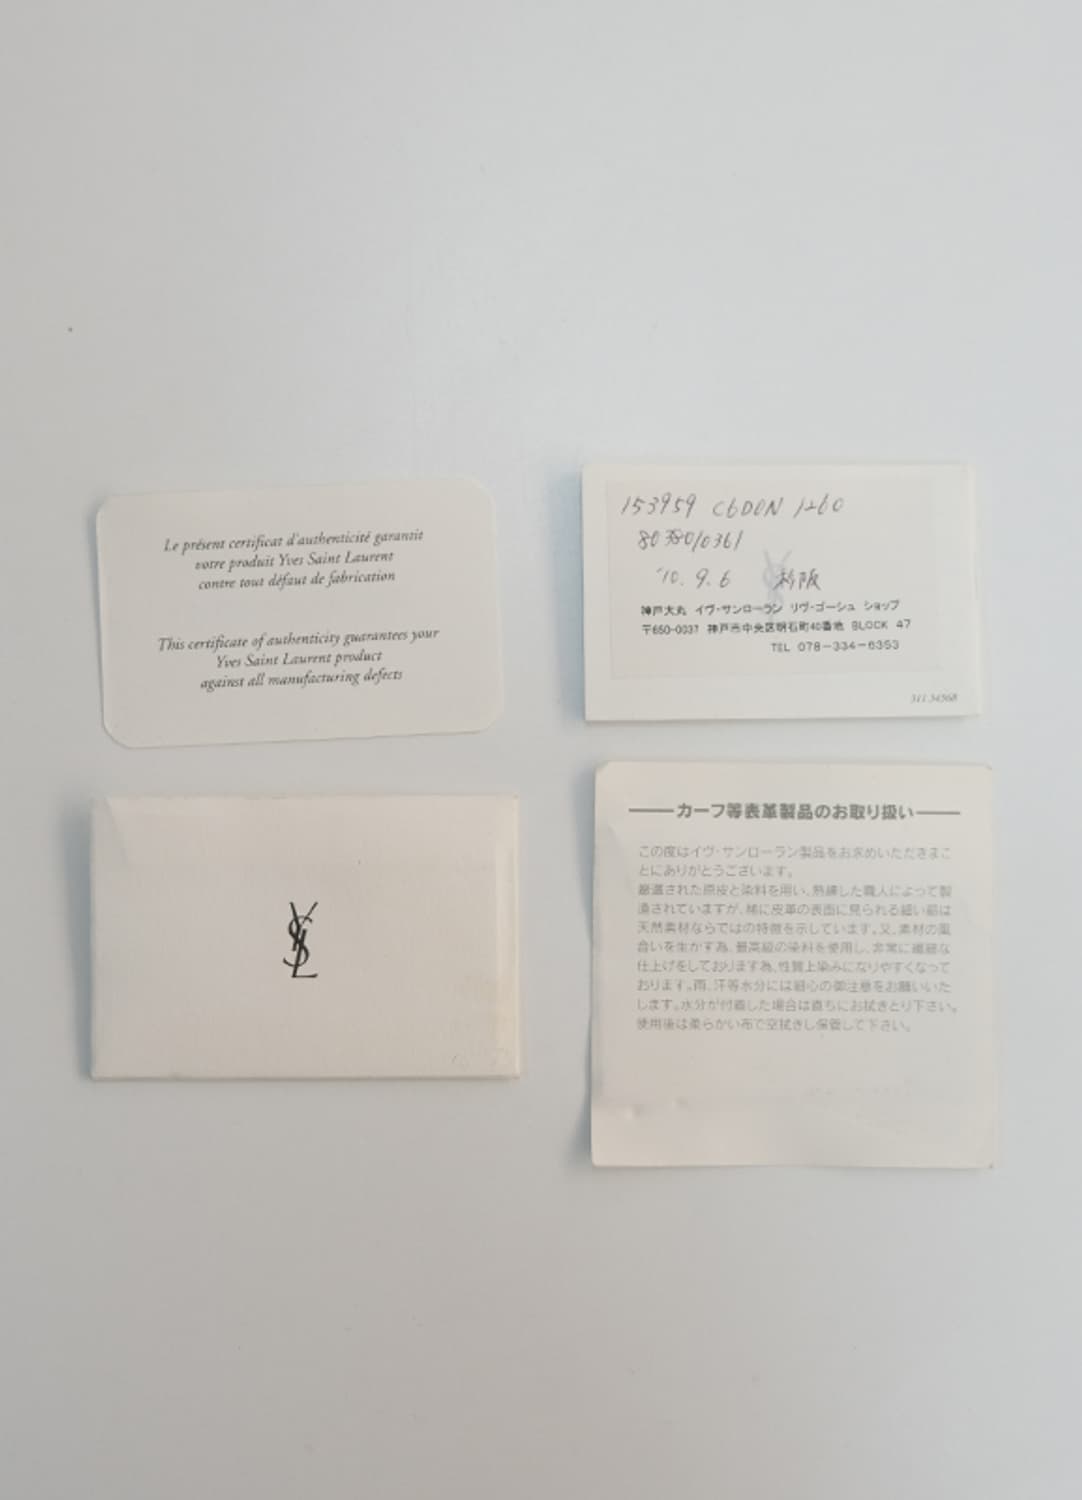 Le présent certificat d'authenticité garantit
votre produit Yves Saint Laurent
contre tout défaut de fabrication
This certificate of authenticity guarantees your
Yves Saint Laurent product
against all manufacturing defects
153959 C6D0N 1260
'10. 9. 6
神戸大丸 イヴ・サンローラン リヴ・ゴーシュ ショップ
〒650-0037 神戸市中央区明石町40番地 BLOCK 47
TEL 078-334-6353
YSL
カーフ等表革製品のお取り扱い
この度はイヴ・サンローラン製品をお求めいただきまこ
とにありがとうございます。
厳選された原皮と染料を用い、熟練した職人によって製
造されていますが、稀に皮革の表面に見られる細い筋は
天然素材ならではの特徴を示しています。又、素材の風
合いを生かす為、最高級の染料を使用し、非常に繊細な
仕上げをしております為、性質上染みになりやすくなって
おります。雨、汗等水分には細心の御注意をお願いいた
します。水分が付着した場合は直ちにお拭きとり下さい。
使用後は柔らかい布で空拭きし保管して下さい。